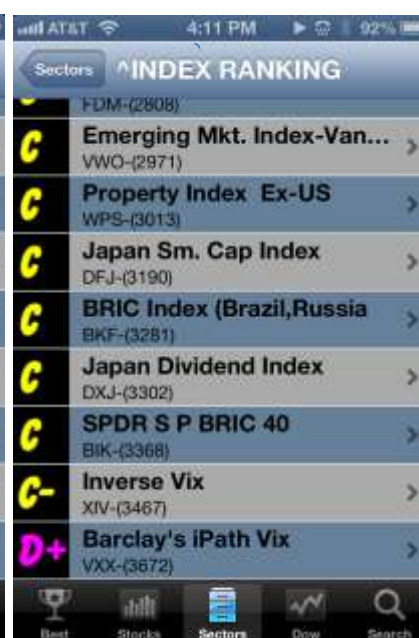 AT&T 4:11 PM 92%
Sectors ^INDEX RANKING
FDM-(2808)
C Emerging Mkt. Index-Van...
VWO-(2971)
C Property Index Ex-US
WPS-(3013)
C Japan Sm. Cap Index
DFJ-(3190)
C BRIC Index (Brazil,Russia
BKF-(3281)
C Japan Dividend Index
DXJ-(3302)
C SPDR S P BRIC 40
BIK-(3368)
C- Inverse Vix
XIV-(3467)
D+ Barclay's iPath Vix
VXX-(3672)
Best Stocks Sectors Down Search